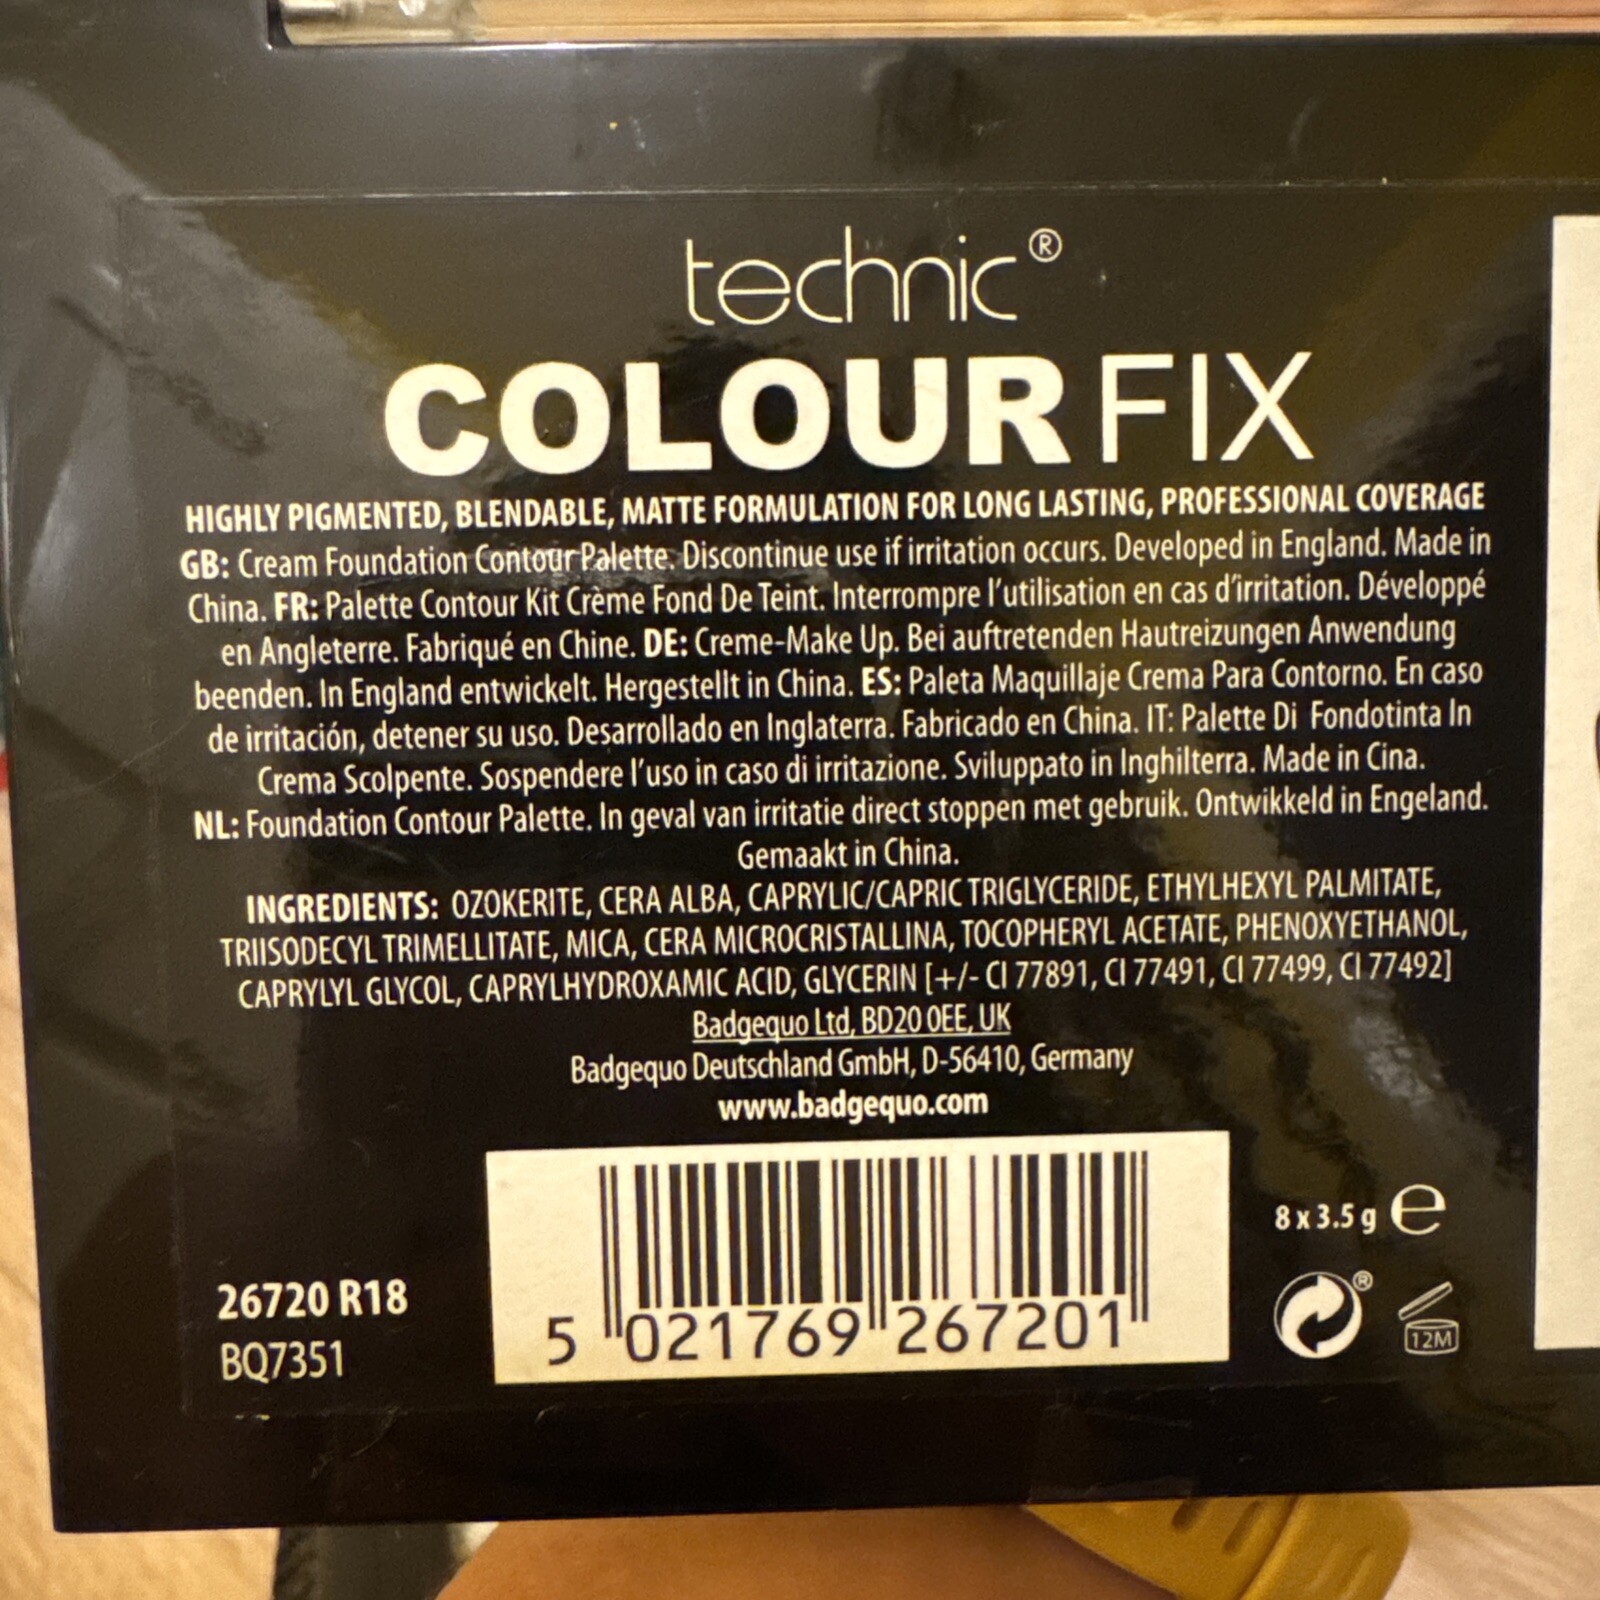 technic®
COLOUR FIX
HIGHLY PIGMENTED, BLENDABLE, MATTE FORMULATION FOR LONG LASTING, PROFESSIONAL COVERAGE
GB: Cream Foundation Contour Palette. Discontinue use if irritation occurs. Developed in England. Made in
China. FR: Palette Contour Kit Crème Fond De Teint. Interrompre l'utilisation en cas d'irritation. Développé
en Angleterre. Fabriqué en Chine. DE: Creme-Make Up. Bei auftretenden Hautreizungen Anwendung
beenden. In England entwickelt. Hergestellt in China. ES: Paleta Maquillaje Crema Para Contorno. En caso
de irritación, detener su uso. Desarrollado en Inglaterra. Fabricado en China. IT: Palette Di Fondotinta In
Crema Scolpente. Sospendere l'uso in caso di irritazione. Sviluppato in Inghilterra. Made in Cina.
NL: Foundation Contour Palette. In geval van irritatie direct stoppen met gebruik. Ontwikkeld in Engeland.
Gemaakt in China.
INGREDIENTS: OZOKERITE, CERA ALBA, CAPRYLIC/CAPRIC TRIGLYCERIDE, ETHYLHEXYL PALMITATE,
TRIISODECYL TRIMELLITATE, MICA, CERA MICROCRISTALLINA, TOCOPHERYL ACETATE, PHENOXYETHANOL,
CAPRYLYL GLYCOL, CAPRYLHYDROXAMIC ACID, GLYCERIN [+/- CI 77891, CI 77491, CI 77499, CI 77492]
Badgequo Ltd, BD20 0EE, UK
Badgequo Deutschland GmbH, D-56410, Germany
www.badgequo.com
8 x 3.5 g e
26720 R18
BQ7351
5 021769 267201
®
12M